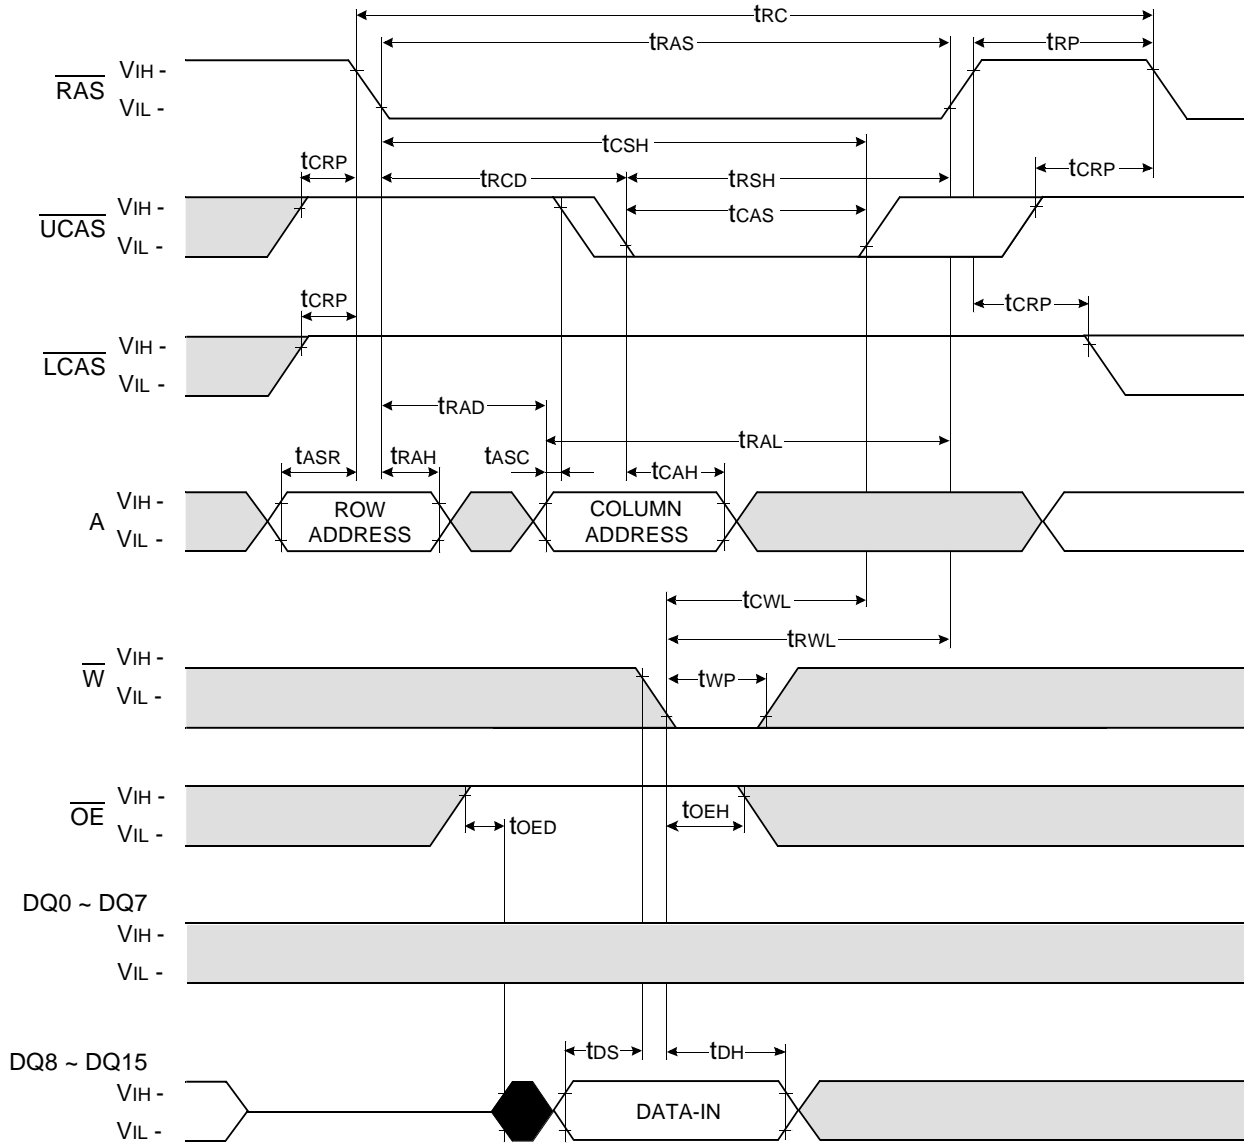 tRC
tRAS
tRP
RAS
VIH -
VIL -
tCSH
tCRP
tRCD
tRSH
tCRP
UCAS
VIH -
VIL -
tCAS
tCRP
tCRP
LCAS
VIH -
VIL -
tRAD
tRAL
tASR
tRAH
tASC
tCAH
A
VIH -
VIL -
ROW
ADDRESS
COLUMN
ADDRESS
tCWL
tRWL
W
VIH -
VIL -
tWP
OE
VIH -
VIL -
tOED
tOEH
DQ0 ~ DQ7
VIH -
VIL -
DQ8 ~ DQ15
VIH -
VIL -
tDS
tDH
DATA-IN